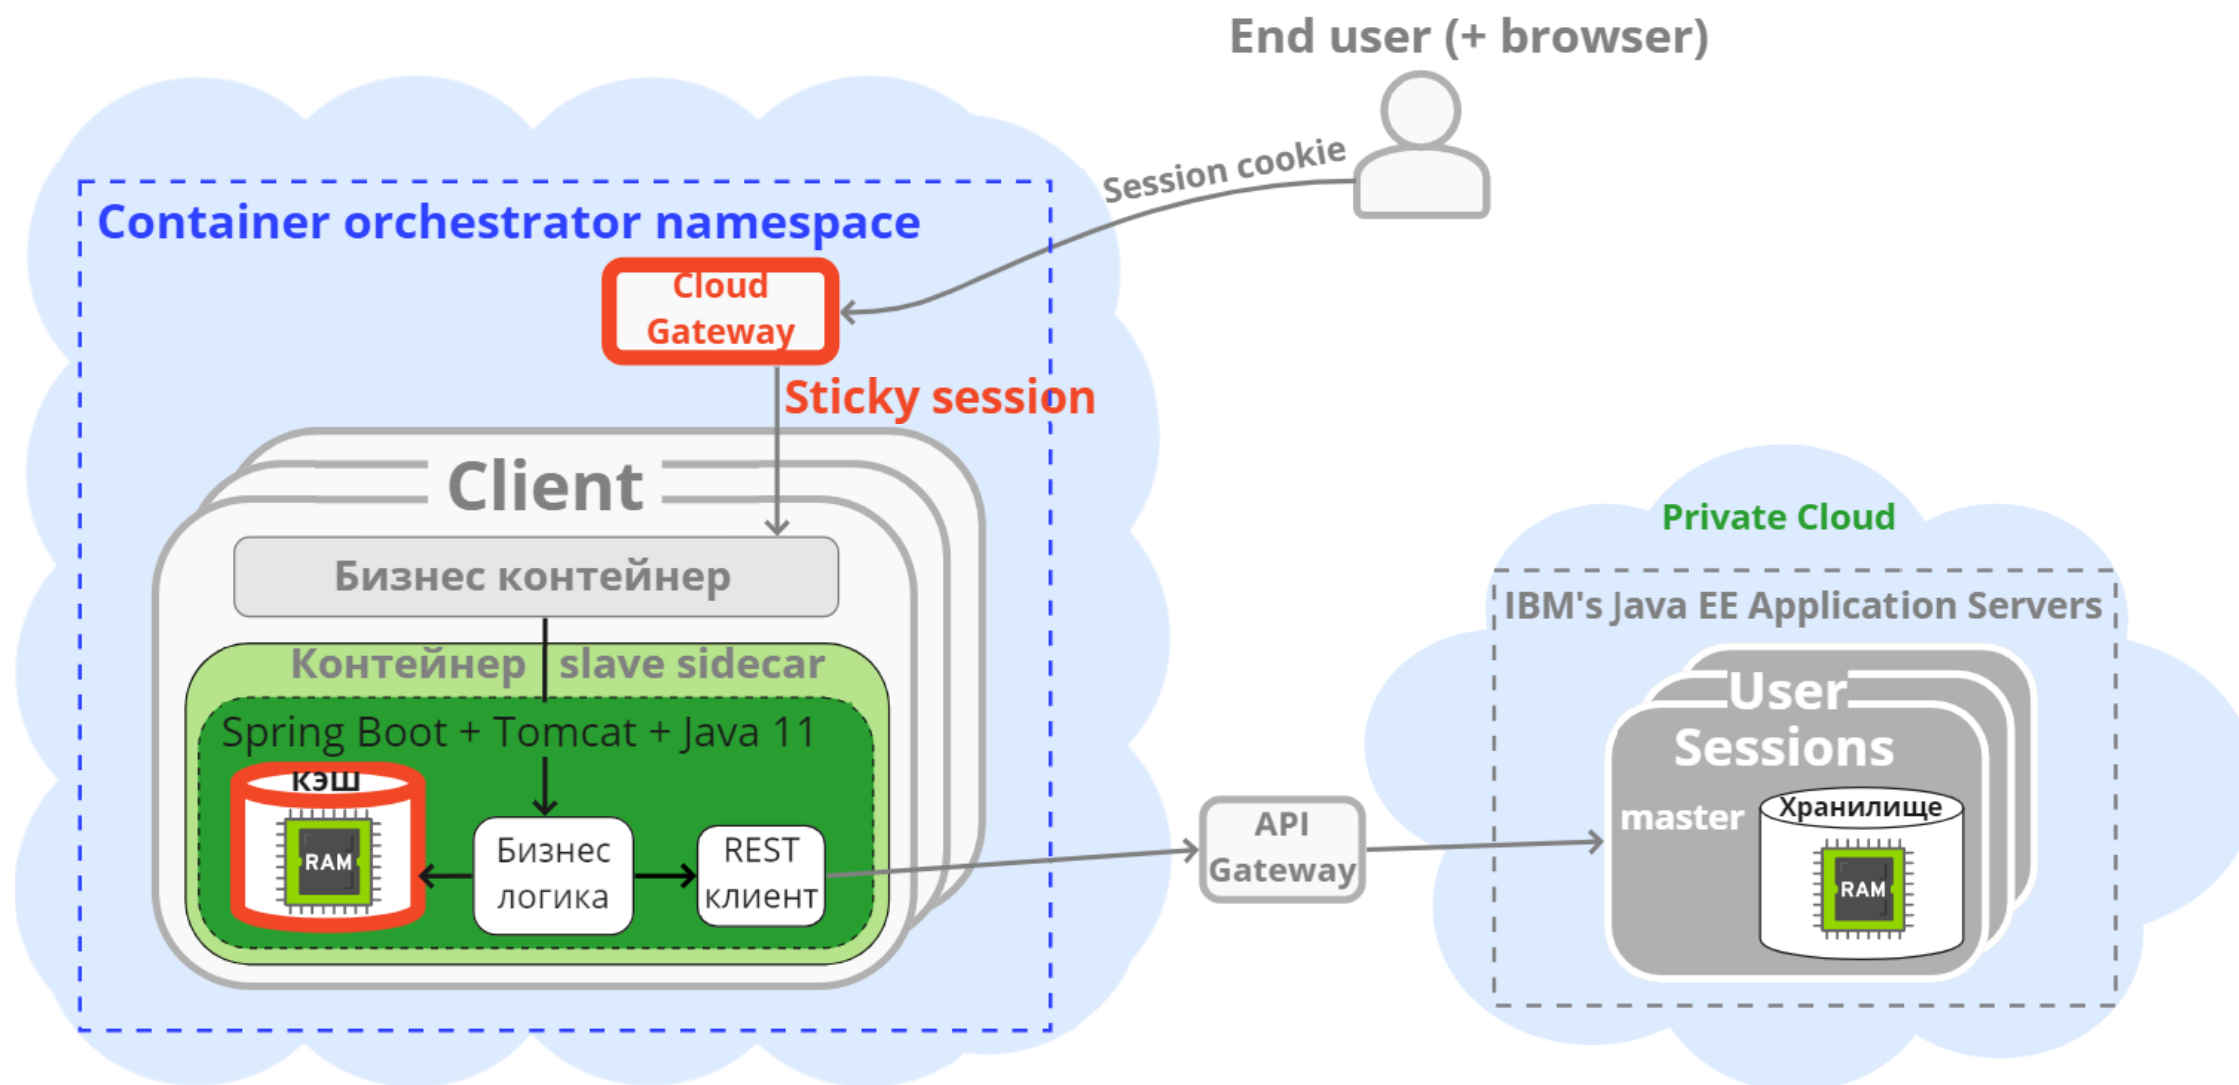 End user (+ browser)
Session cookie
Container orchestrator namespace
Cloud
Gateway
Sticky session
Client
Бизнес контейнер
Контейнер slave sidecar
Spring Boot + Tomcat + Java 11
кэш
RAM
Бизнес
логика
REST
клиент
API
Gateway
Private Cloud
IBM's Java EE Application Servers
User
Sessions
master
Хранилище
RAM